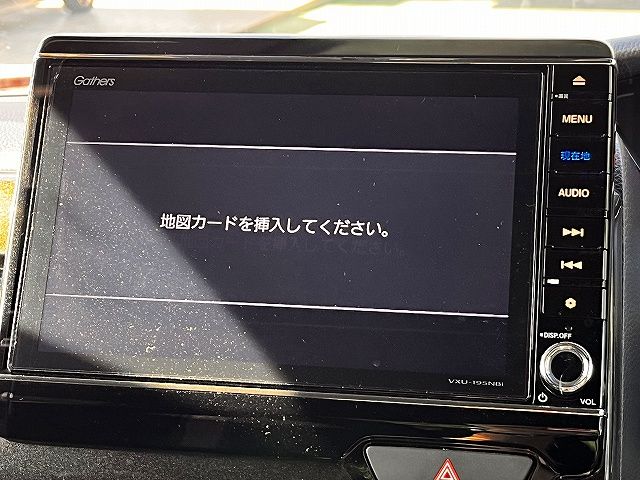 Gathers
地図カードを挿入してください。
MENU
現在地
AUDIO
DISP.OFF
VXU-195NBi
VOL